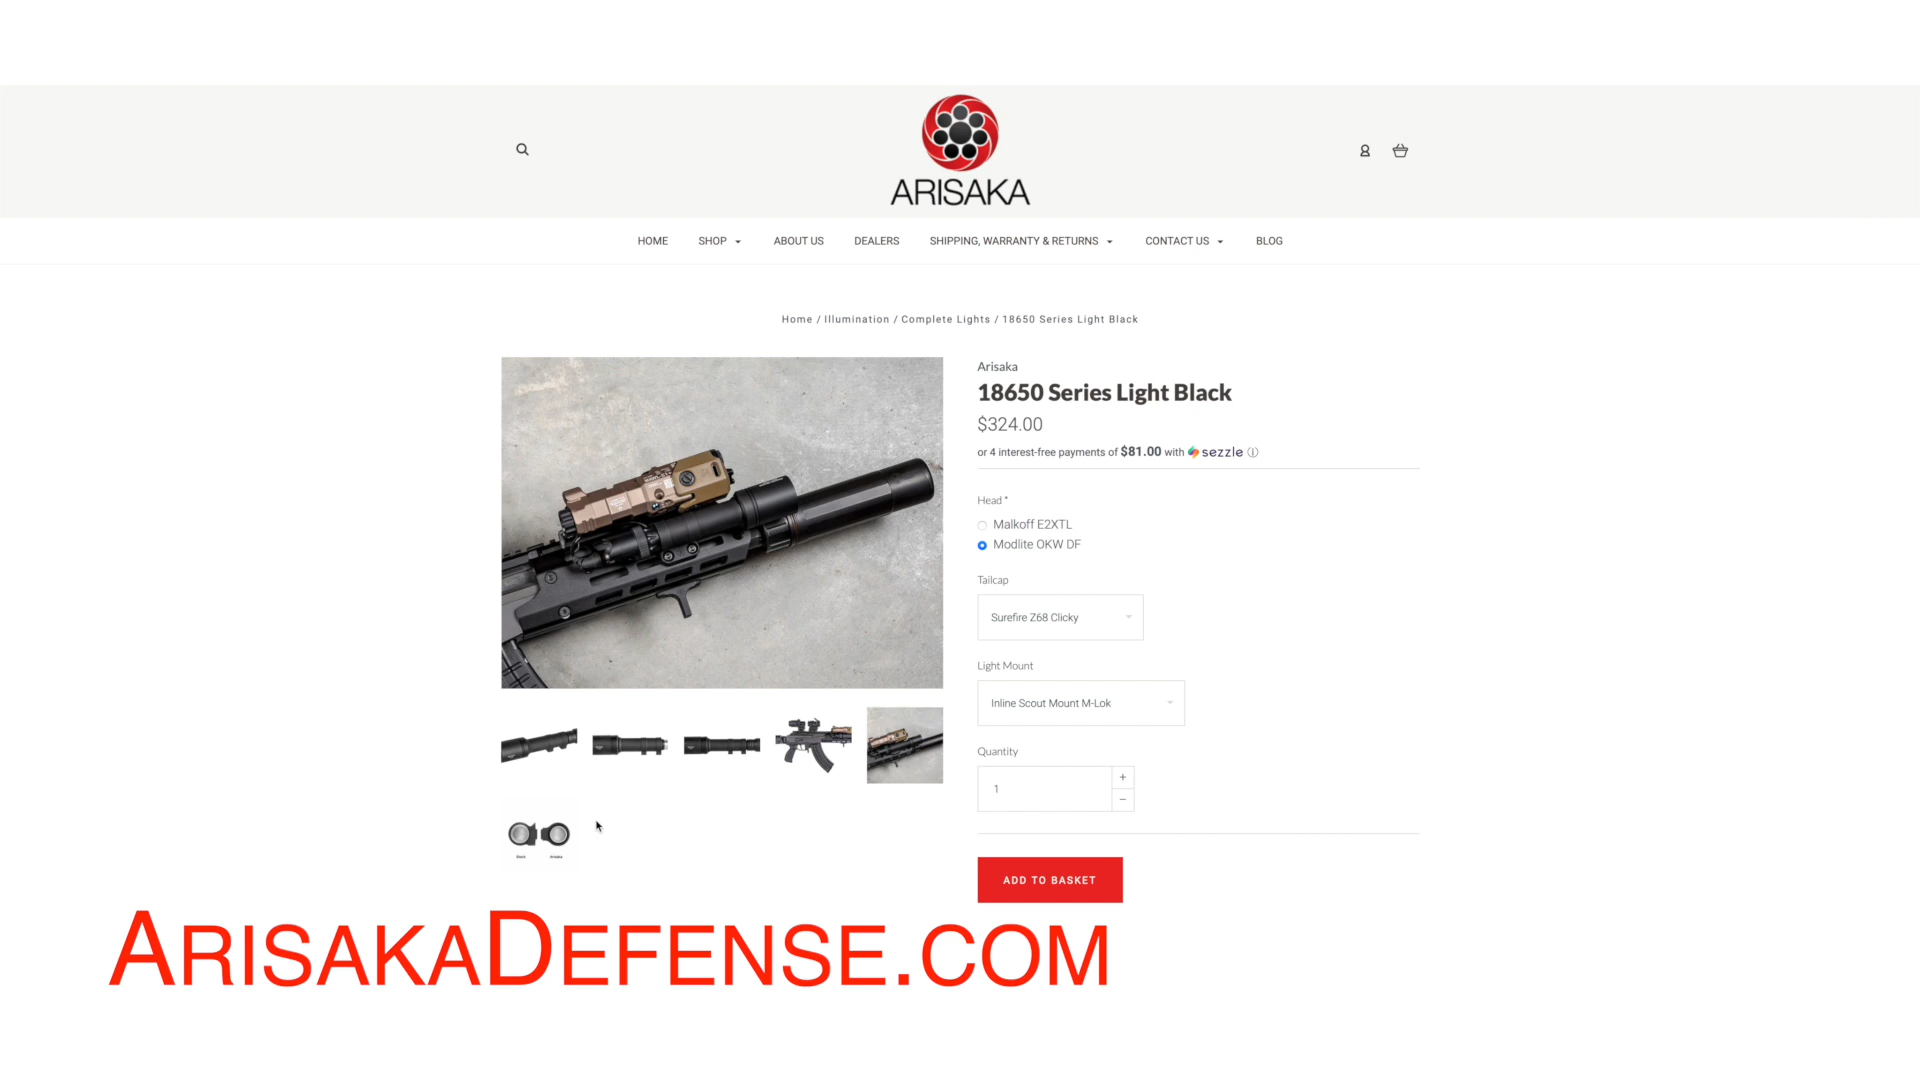 ARISAKA
HOME
SHOP
ABOUT US
DEALERS
SHIPPING, WARRANTY & RETURNS
CONTACT US
BLOG
Home / Illumination / Complete Lights / 18650 Series Light Black
Arisaka
18650 Series Light Black
$324.00
or 4 interest-free payments of $81.00 with sezzle
Head *
Malkoff E2XTL
Modlite OKW DF
Tailcap
Surefire Z68 Clicky
Light Mount
Inline Scout Mount M-Lok
Quantity
1
+
−
ADD TO BASKET
ARISAKADEFENSE.COM